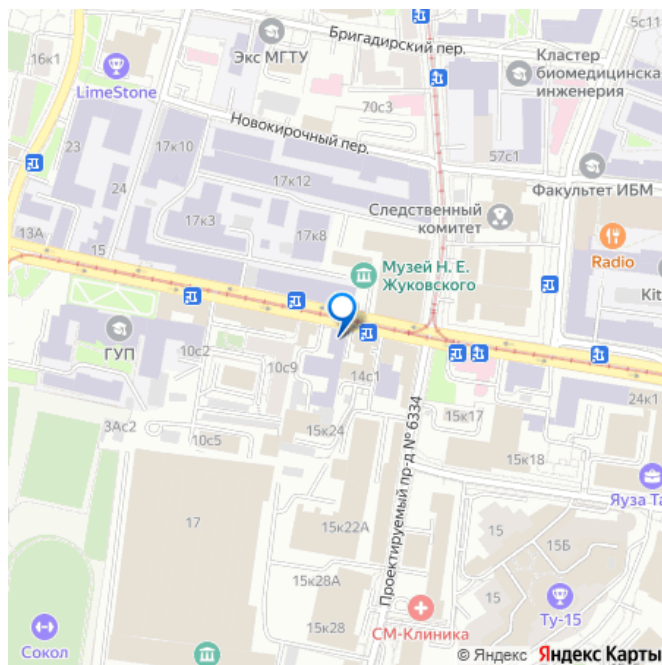 5с11
16к1
Экс МГТУ
Бригадирский пер.
Кластер
биомедицинска
инженерия
LimeStone
70с3
Новокирочный пер.
23
17к10
57с1
24
17к12
Факультет ИБМ
17к3
Следственный
комитет
13А
15
17к8
Radio
Музей Н. Е.
Жуковского
Kit
ГУП
10с2
10с9
14с1
24к1
3Ас2
10с5
15к24
15к17
Проектируемый пр-д № 6334
15к18
Яуза Та
17
15к22А
15
15Б
15к28А
15
15к28
СМ-Клиника
Ту-15
Сокол
© Яндекс Яндекс Карты